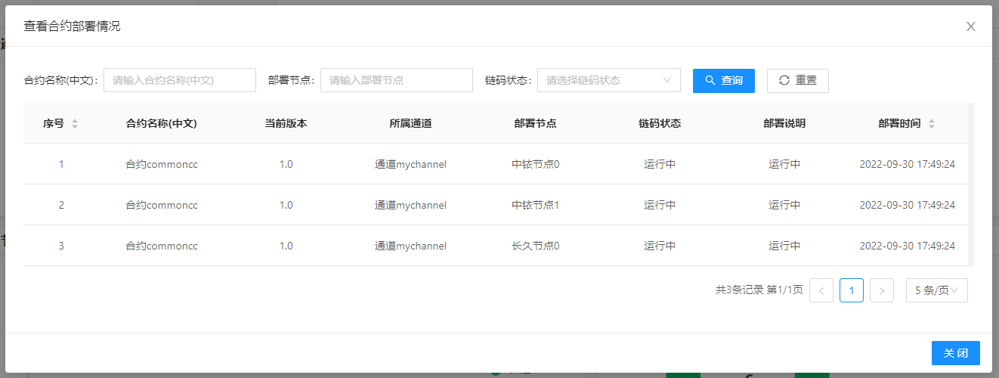 查看合约部署情况
合约名称(中文): 请输入合约名称(中文) 部署节点: 请输入部署节点 链码状态: 请选择链码状态 查询 重置
序号 合约名称(中文) 当前版本 所属通道 部署节点 链码状态 部署说明 部署时间
1 合约commoncc 1.0 通道mychannel 中铱节点0 运行中 运行中 2022-09-30 17:49:24
2 合约commoncc 1.0 通道mychannel 中铱节点1 运行中 运行中 2022-09-30 17:49:24
3 合约commoncc 1.0 通道mychannel 长久节点0 运行中 运行中 2022-09-30 17:49:24
共3条记录 第1/1页 < 1 > 5 条/页
关 闭